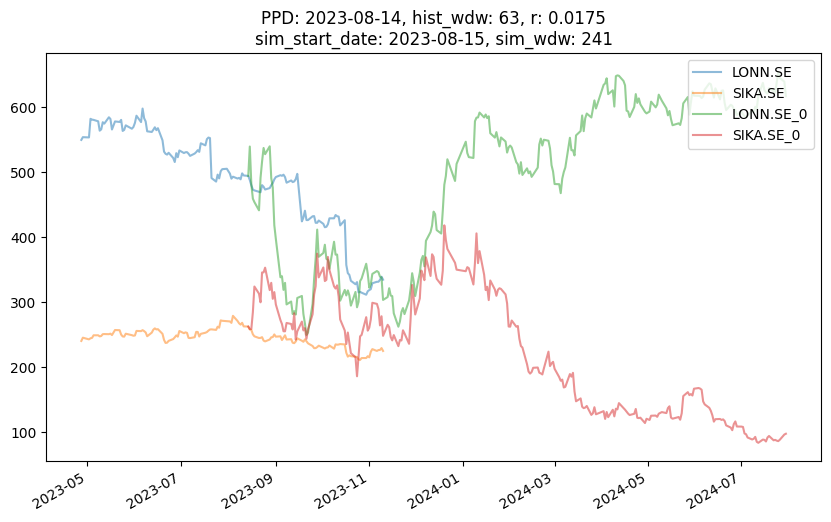 PPD: 2023-08-14, hist_wdw: 63, r: 0.0175
sim_start_date: 2023-08-15, sim_wdw: 241
LONN.SE
SIKA.SE
LONN.SE_0
SIKA.SE_0
600
500
400
300
200
100
2023-05
2023-07
2023-09
2023-11
2024-01
2024-03
2024-05
2024-07